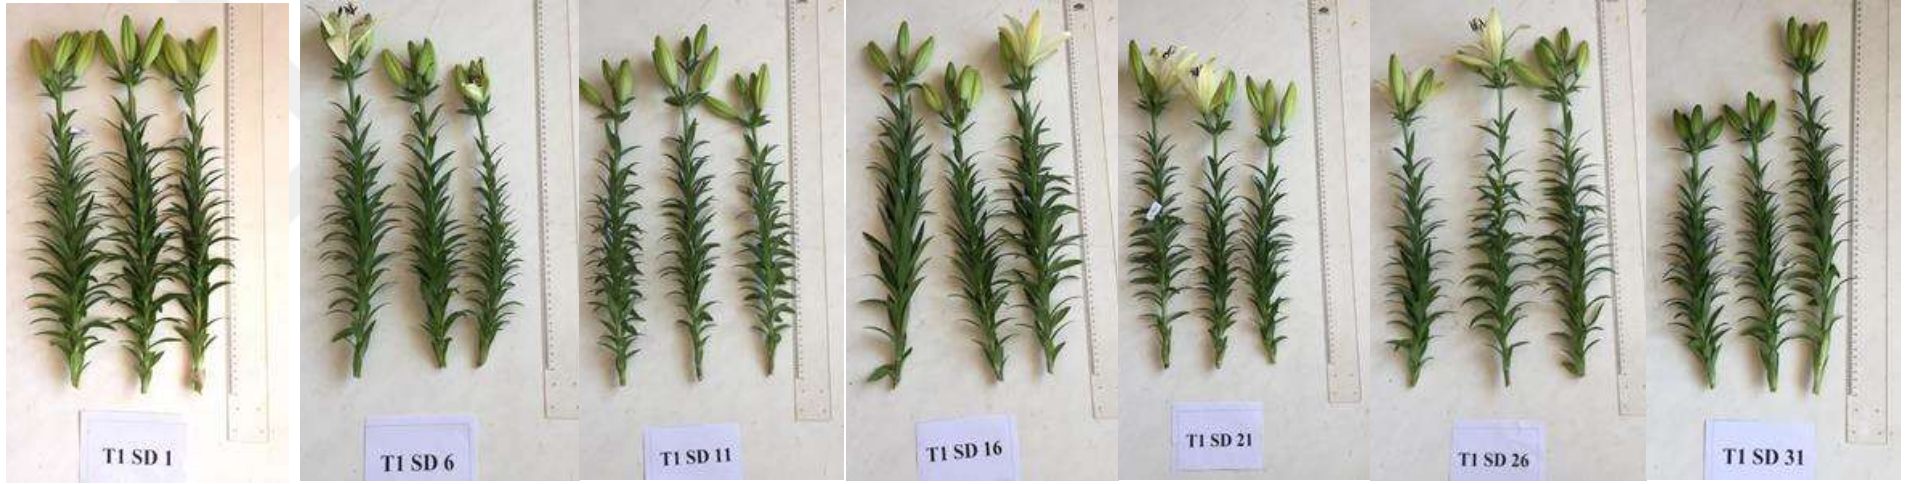 T1 SD 1
T1 SD 6
T1 SD 11
T1 SD 16
T1 SD 21
T1 SD 26
T1 SD 31